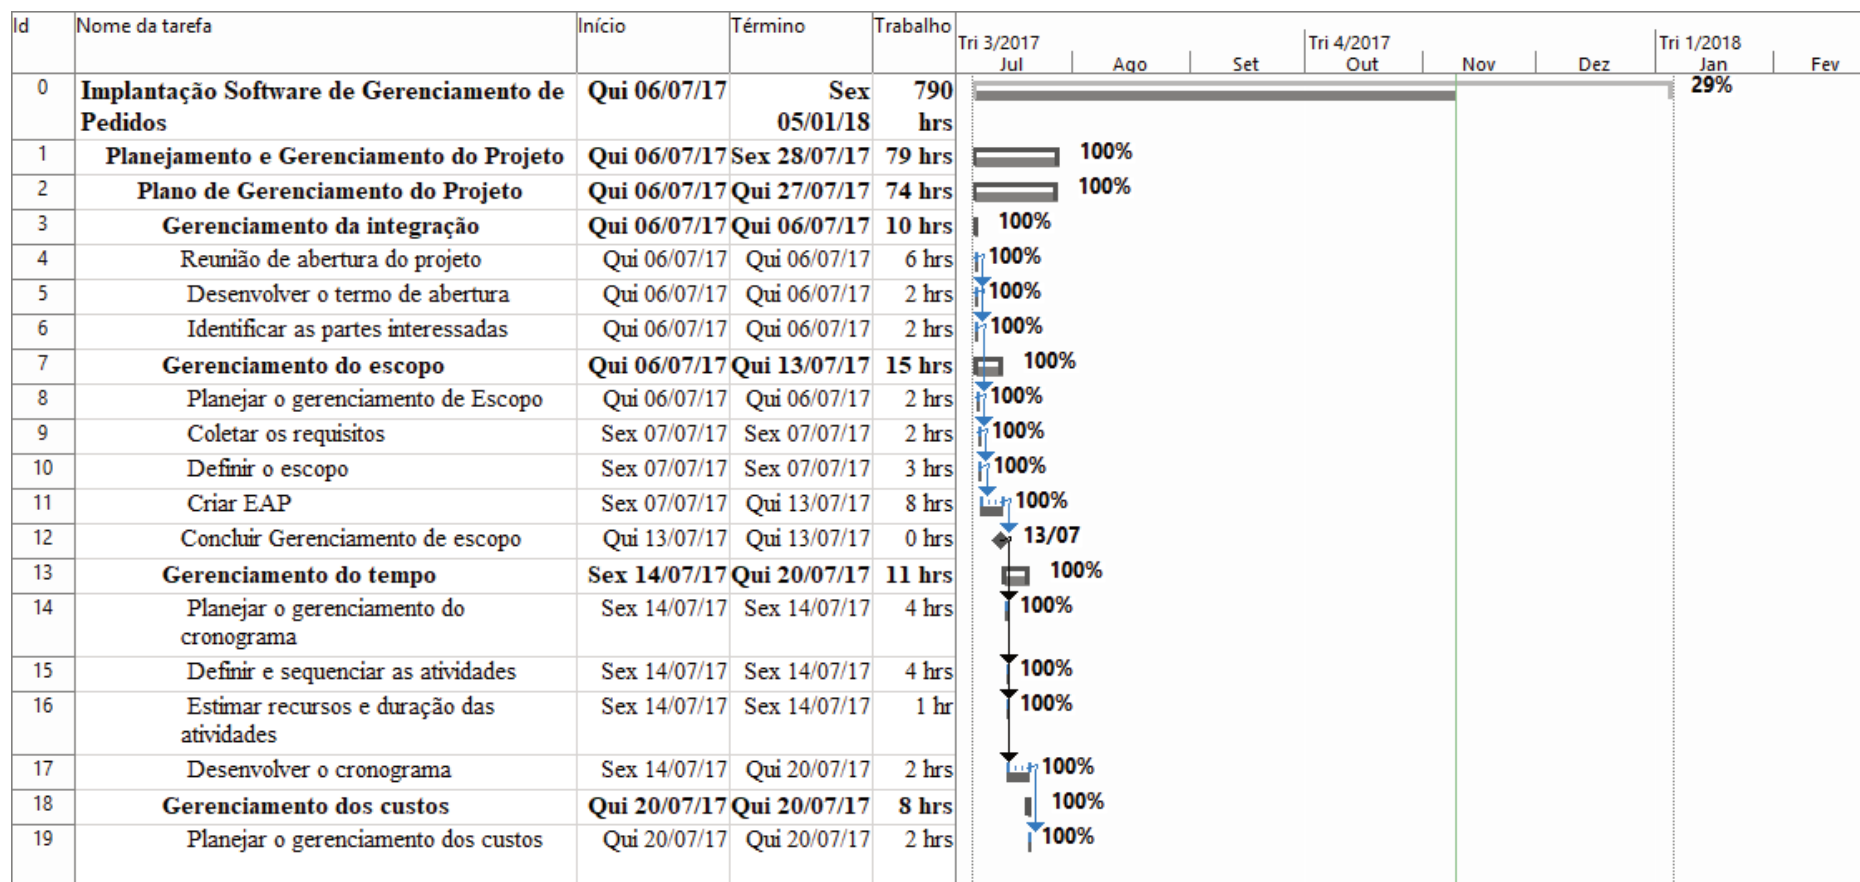 Id Nome da tarefa Início Término Trabalho
Tri 3/2017 Tri 4/2017 Tri 1/2018
Jul Ago Set Out Nov Dez Jan Fev
0 Implantação Software de Gerenciamento de Qui 06/07/17 Sex 790 29%
Pedidos 05/01/18 hrs
1 Planejamento e Gerenciamento do Projeto Qui 06/07/17 Sex 28/07/17 79 hrs 100%
2 Plano de Gerenciamento do Projeto Qui 06/07/17 Qui 27/07/17 74 hrs 100%
3 Gerenciamento da integração Qui 06/07/17 Qui 06/07/17 10 hrs 100%
4 Reunião de abertura do projeto Qui 06/07/17 Qui 06/07/17 6 hrs 100%
5 Desenvolver o termo de abertura Qui 06/07/17 Qui 06/07/17 2 hrs 100%
6 Identificar as partes interessadas Qui 06/07/17 Qui 06/07/17 2 hrs 100%
7 Gerenciamento do escopo Qui 06/07/17 Qui 13/07/17 15 hrs 100%
8 Planejar o gerenciamento de Escopo Qui 06/07/17 Qui 06/07/17 2 hrs 100%
9 Coletar os requisitos Sex 07/07/17 Sex 07/07/17 2 hrs 100%
10 Definir o escopo Sex 07/07/17 Sex 07/07/17 3 hrs 100%
11 Criar EAP Sex 07/07/17 Qui 13/07/17 8 hrs 100%
12 Concluir Gerenciamento de escopo Qui 13/07/17 Qui 13/07/17 0 hrs 13/07
13 Gerenciamento do tempo Sex 14/07/17 Qui 20/07/17 11 hrs 100%
14 Planejar o gerenciamento do Sex 14/07/17 Sex 14/07/17 4 hrs 100%
cronograma
15 Definir e sequenciar as atividades Sex 14/07/17 Sex 14/07/17 4 hrs 100%
16 Estimar recursos e duração das Sex 14/07/17 Sex 14/07/17 1 hr 100%
atividades
17 Desenvolver o cronograma Sex 14/07/17 Qui 20/07/17 2 hrs 100%
18 Gerenciamento dos custos Qui 20/07/17 Qui 20/07/17 8 hrs 100%
19 Planejar o gerenciamento dos custos Qui 20/07/17 Qui 20/07/17 2 hrs 100%